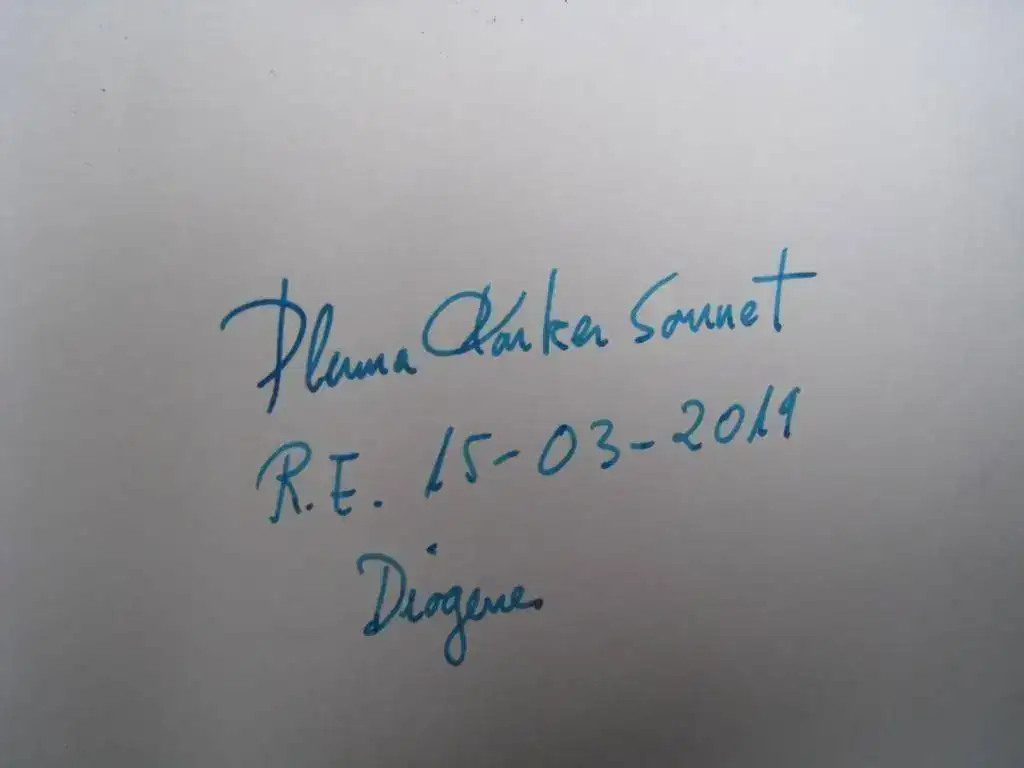 Pluma Parker Sonnet
R.E. 15-03-2019
Diogenes